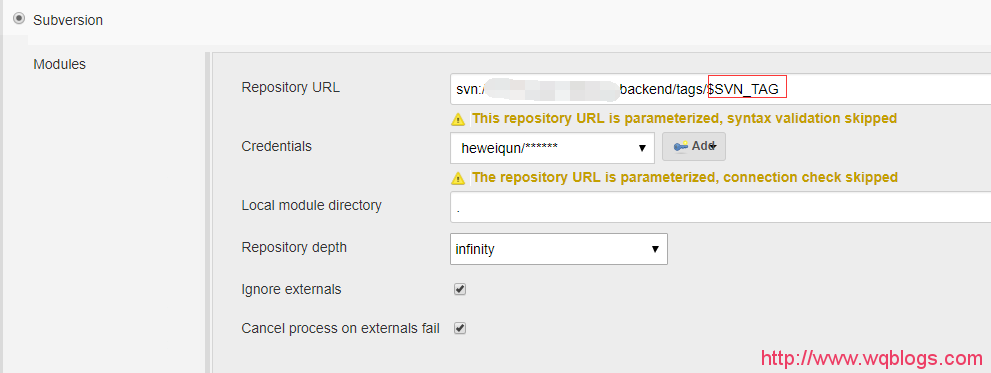 Subversion
Modules
Repository URL
svn:/ backend/tags/$SVN_TAG
This repository URL is parameterized, syntax validation skipped
Credentials
heweiqun/******
Add
The repository URL is parameterized, connection check skipped
Local module directory
.
Repository depth
infinity
Ignore externals
Cancel process on externals fail
http://www.wqblogs.com